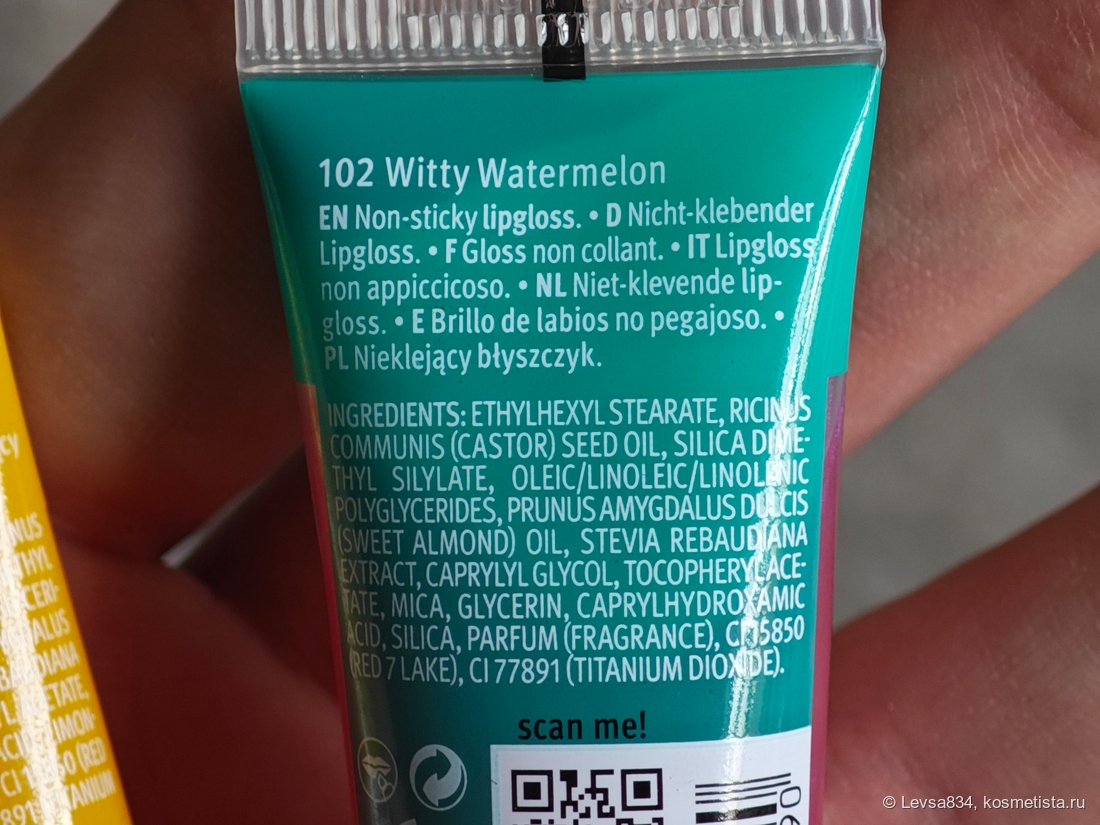 102 Witty Watermelon
EN Non-sticky lipgloss. • D Nicht-klebender
Lipgloss. • F Gloss non collant. • IT Lipgloss
non appiccicoso. • NL Niet-klevende lip-
gloss. • E Brillo de labios no pegajoso. •
PL Nieklejący błyszczyk.
INGREDIENTS: ETHYLHEXYL STEARATE, RICINUS
COMMUNIS (CASTOR) SEED OIL, SILICA DIME-
THYL SILYLATE, OLEIC/LINOLEIC/LINOLENIC
POLYGLYCERIDES, PRUNUS AMYGDALUS DULCIS
(SWEET ALMOND) OIL, STEVIA REBAUDIANA
EXTRACT, CAPRYLYL GLYCOL, TOCOPHERYL ACE-
TATE, MICA, GLYCERIN, CAPRYLHYDROXAMIC
ACID, SILICA, PARFUM (FRAGRANCE), CI 15850
(RED 7 LAKE), CI 77891 (TITANIUM DIOXIDE).
scan me!
© Levsa834, kosmetista.ru